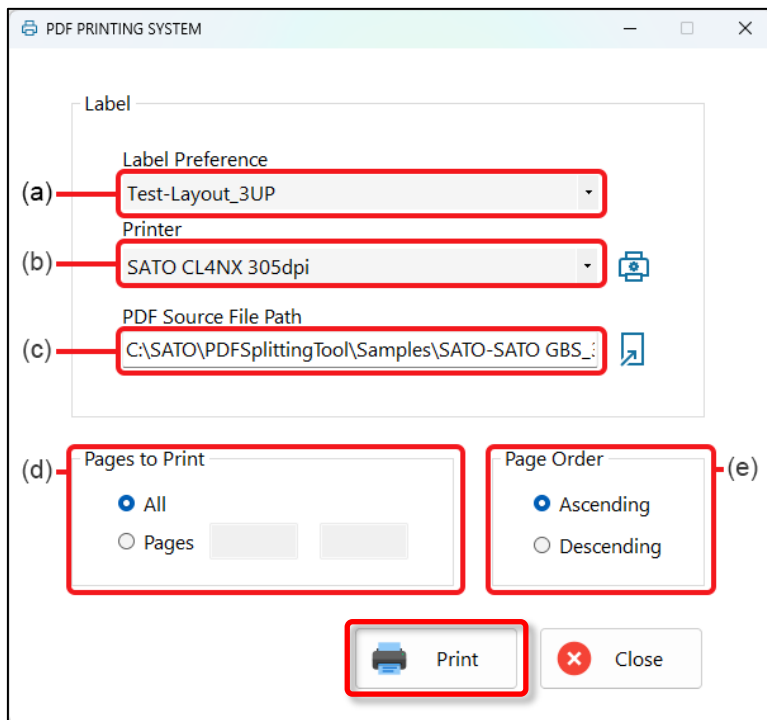 PDF PRINTING SYSTEM
Label
Label Preference
(a) Test-Layout_3UP
Printer
(b) SATO CL4NX 305dpi
PDF Source File Path
(c) C:\SATO\PDFSplittingTool\Samples\SATO-SATO GBS_
(d) Pages to Print
All
Pages
Page Order (e)
Ascending
Descending
Print
Close